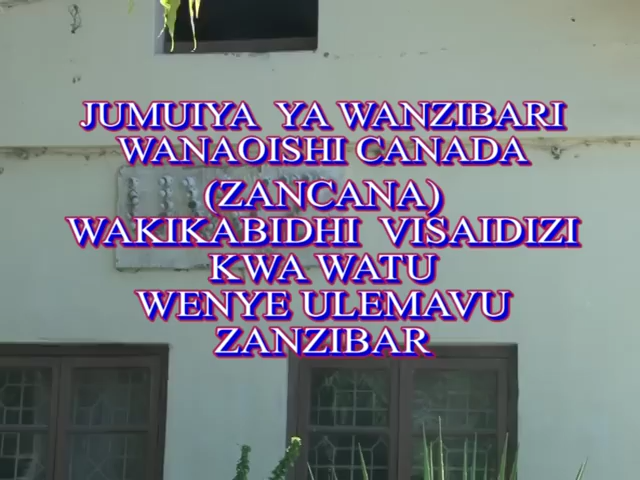 JUMUIYA YA WANZIBARI
WANAOISHI CANADA
(ZANCANA)
WAKIKABIDHI VISAIDIZI
KWA WATU
WENYE ULEMAVU
ZANZIBAR